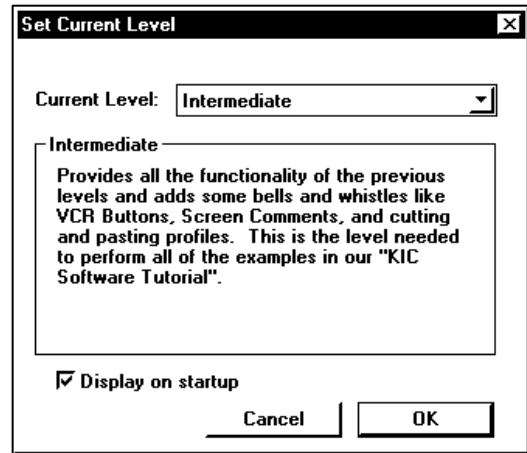 Set Current Level
Current Level: Intermediate
Intermediate
Provides all the functionality of the previous
levels and adds some bells and whistles like
VCR Buttons, Screen Comments, and cutting
and pasting profiles. This is the level needed
to perform all of the examples in our "KIC
Software Tutorial".
Display on startup
Cancel OK